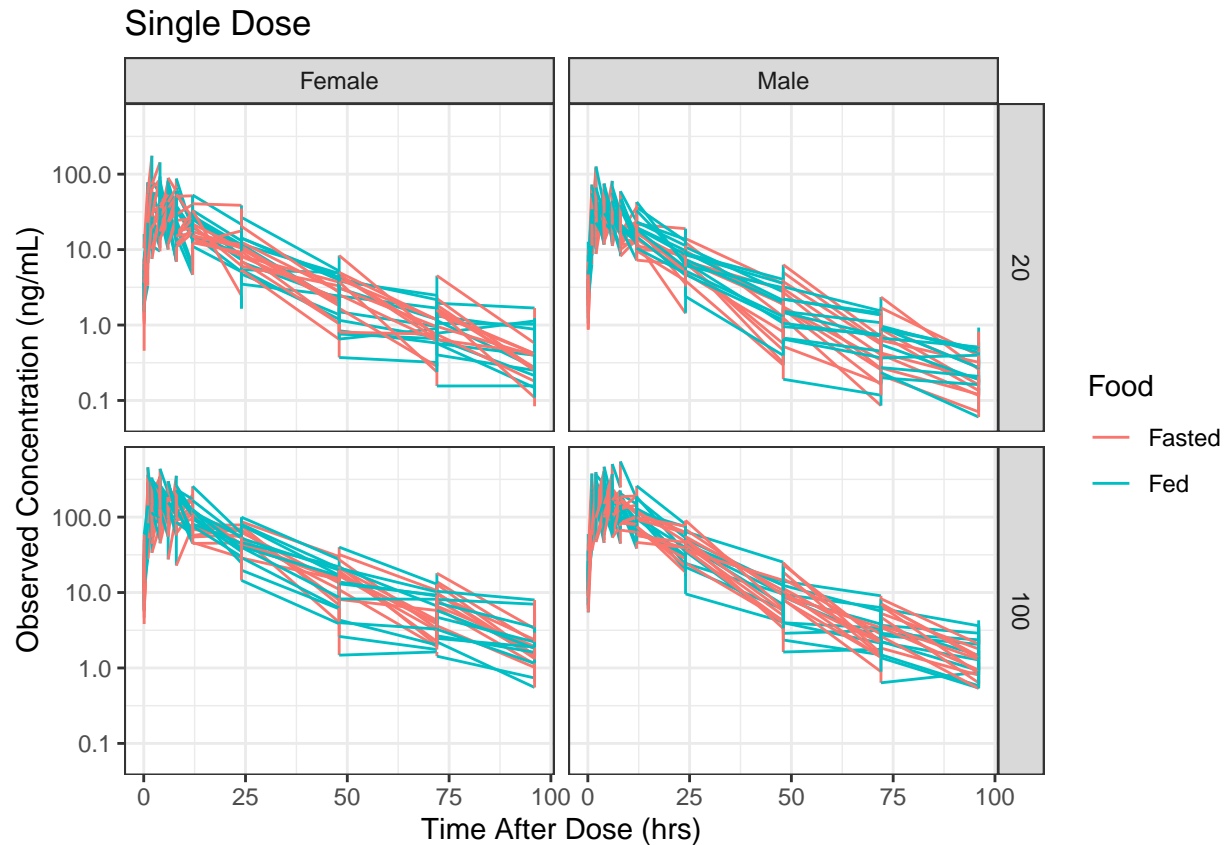 Single Dose
Female
Male
100.0
10.0
1.0
0.1
20
100.0
10.0
1.0
0.1
100
Observed Concentration (ng/mL)
0 25 50 75 100 0 25 50 75 100
Time After Dose (hrs)
Food
Fasted
Fed